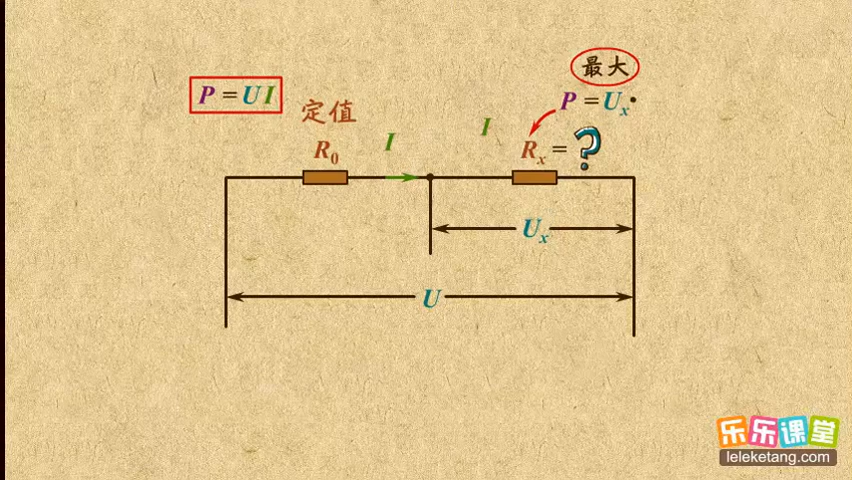 最大
P = UI
P = Uₓ·
定值
I
I
R₀
Rₓ = ?
Uₓ
U
乐乐课堂
leleketang.com